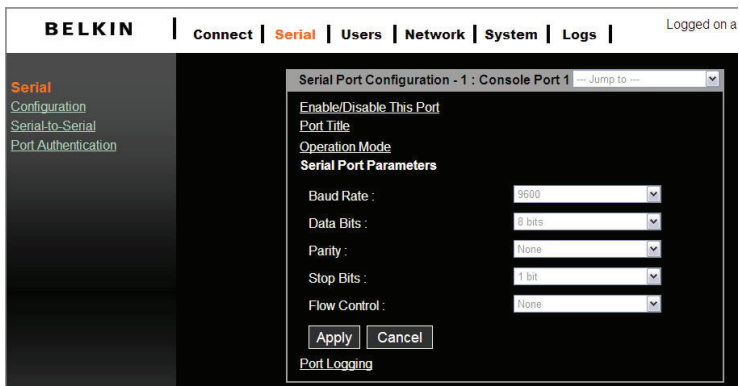 BELKIN
Connect | Serial | Users | Network | System | Logs |
Logged on a
Serial
Configuration
Serial-to-Serial
Port Authentication
Serial Port Configuration - 1 : Console Port 1 --- Jump to ---
Enable/Disable This Port
Port Title
Operation Mode
Serial Port Parameters
Baud Rate : 9600
Data Bits : 8 bits
Parity : None
Stop Bits : 1 bit
Flow Control : None
Apply Cancel
Port Logging